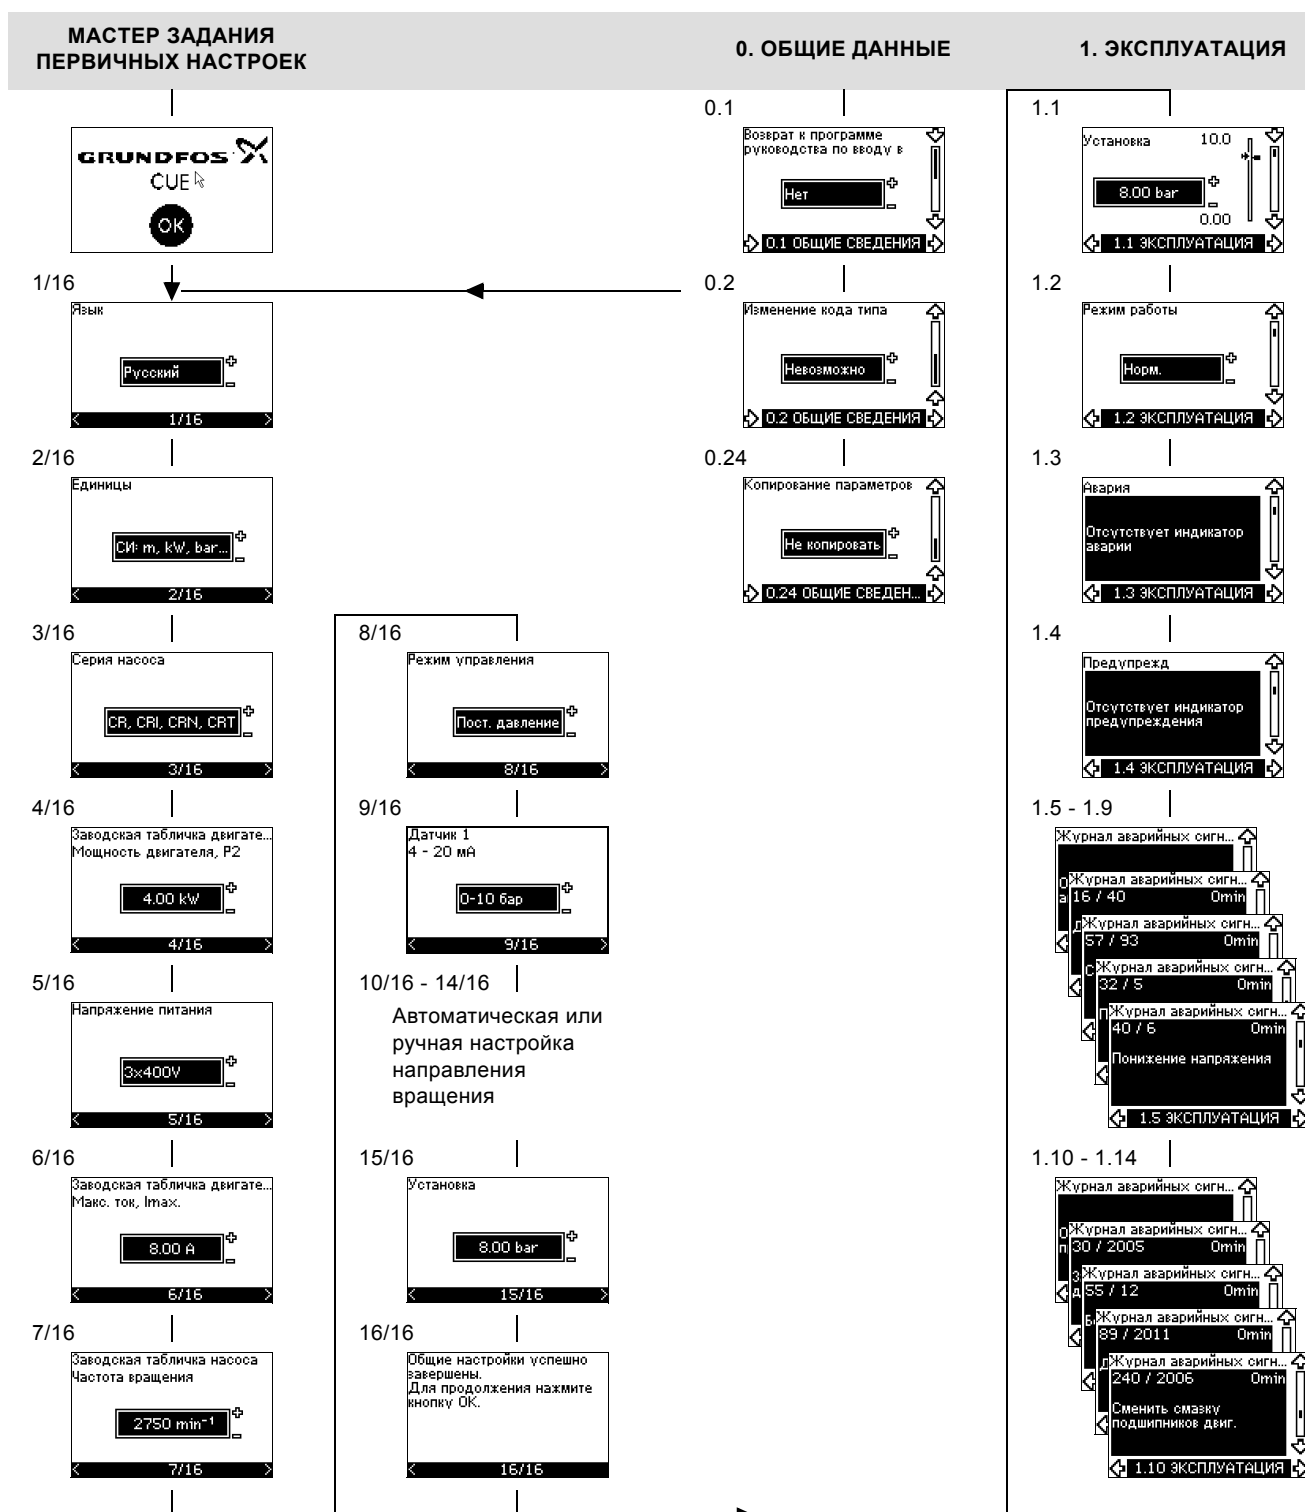 МАСТЕР ЗАДАНИЯ
ПЕРВИЧНЫХ НАСТРОЕК
GRUNDFOS
CUE
OK
1/16
Язык
Русский
1/16
2/16
Единицы
СИ: m, kW, bar...
2/16
3/16
Серия насоса
CR, CRI, CRN, CRT
3/16
4/16
Заводская табличка двигате...
Мощность двигателя, P2
4.00 kW
4/16
5/16
Напряжение питания
3x400V
5/16
6/16
Заводская табличка двигате...
Макс. ток, Imax.
8.00 A
6/16
7/16
Заводская табличка насоса
Частота вращения
2750 min⁻¹
7/16
8/16
Режим управления
Пост. давление
8/16
9/16
Датчик 1
4 - 20 мА
0-10 бар
9/16
10/16 - 14/16
Автоматическая или
ручная настройка
направления
вращения
15/16
Установка
8.00 bar
15/16
16/16
Общие настройки успешно
завершены.
Для продолжения нажмите
кнопку OK.
16/16
0. ОБЩИЕ ДАННЫЕ
0.1
Возврат к программе
руководства по вводу в
Нет
0.1 ОБЩИЕ СВЕДЕНИЯ
0.2
Изменение кода типа
Невозможно
0.2 ОБЩИЕ СВЕДЕНИЯ
0.24
Копирование параметров
Не копировать
0.24 ОБЩИЕ СВЕДЕН...
1. ЭКСПЛУАТАЦИЯ
1.1
Установка
10.0
8.00 bar
0.00
1.1 ЭКСПЛУАТАЦИЯ
1.2
Режим работы
Норм.
1.2 ЭКСПЛУАТАЦИЯ
1.3
Авария
Отсутствует индикатор
аварии
1.3 ЭКСПЛУАТАЦИЯ
1.4
Предупрежд
Отсутствует индикатор
предупреждения
1.4 ЭКСПЛУАТАЦИЯ
1.5 - 1.9
Журнал аварийных сигн...
Журнал аварийных сигн...
16 / 40 0min
Журнал аварийных сигн...
57 / 93 0min
Журнал аварийных сигн...
32 / 5 0min
Журнал аварийных сигн...
40 / 6 0min
Понижение напряжения
1.5 ЭКСПЛУАТАЦИЯ
1.10 - 1.14
Журнал аварийных сигн...
Журнал аварийных сигн...
30 / 2005 0min
Журнал аварийных сигн...
55 / 12 0min
Журнал аварийных сигн...
89 / 2011 0min
Журнал аварийных сигн...
240 / 2006 0min
Сменить смазку
подшипников двиг.
1.10 ЭКСПЛУАТАЦИЯ